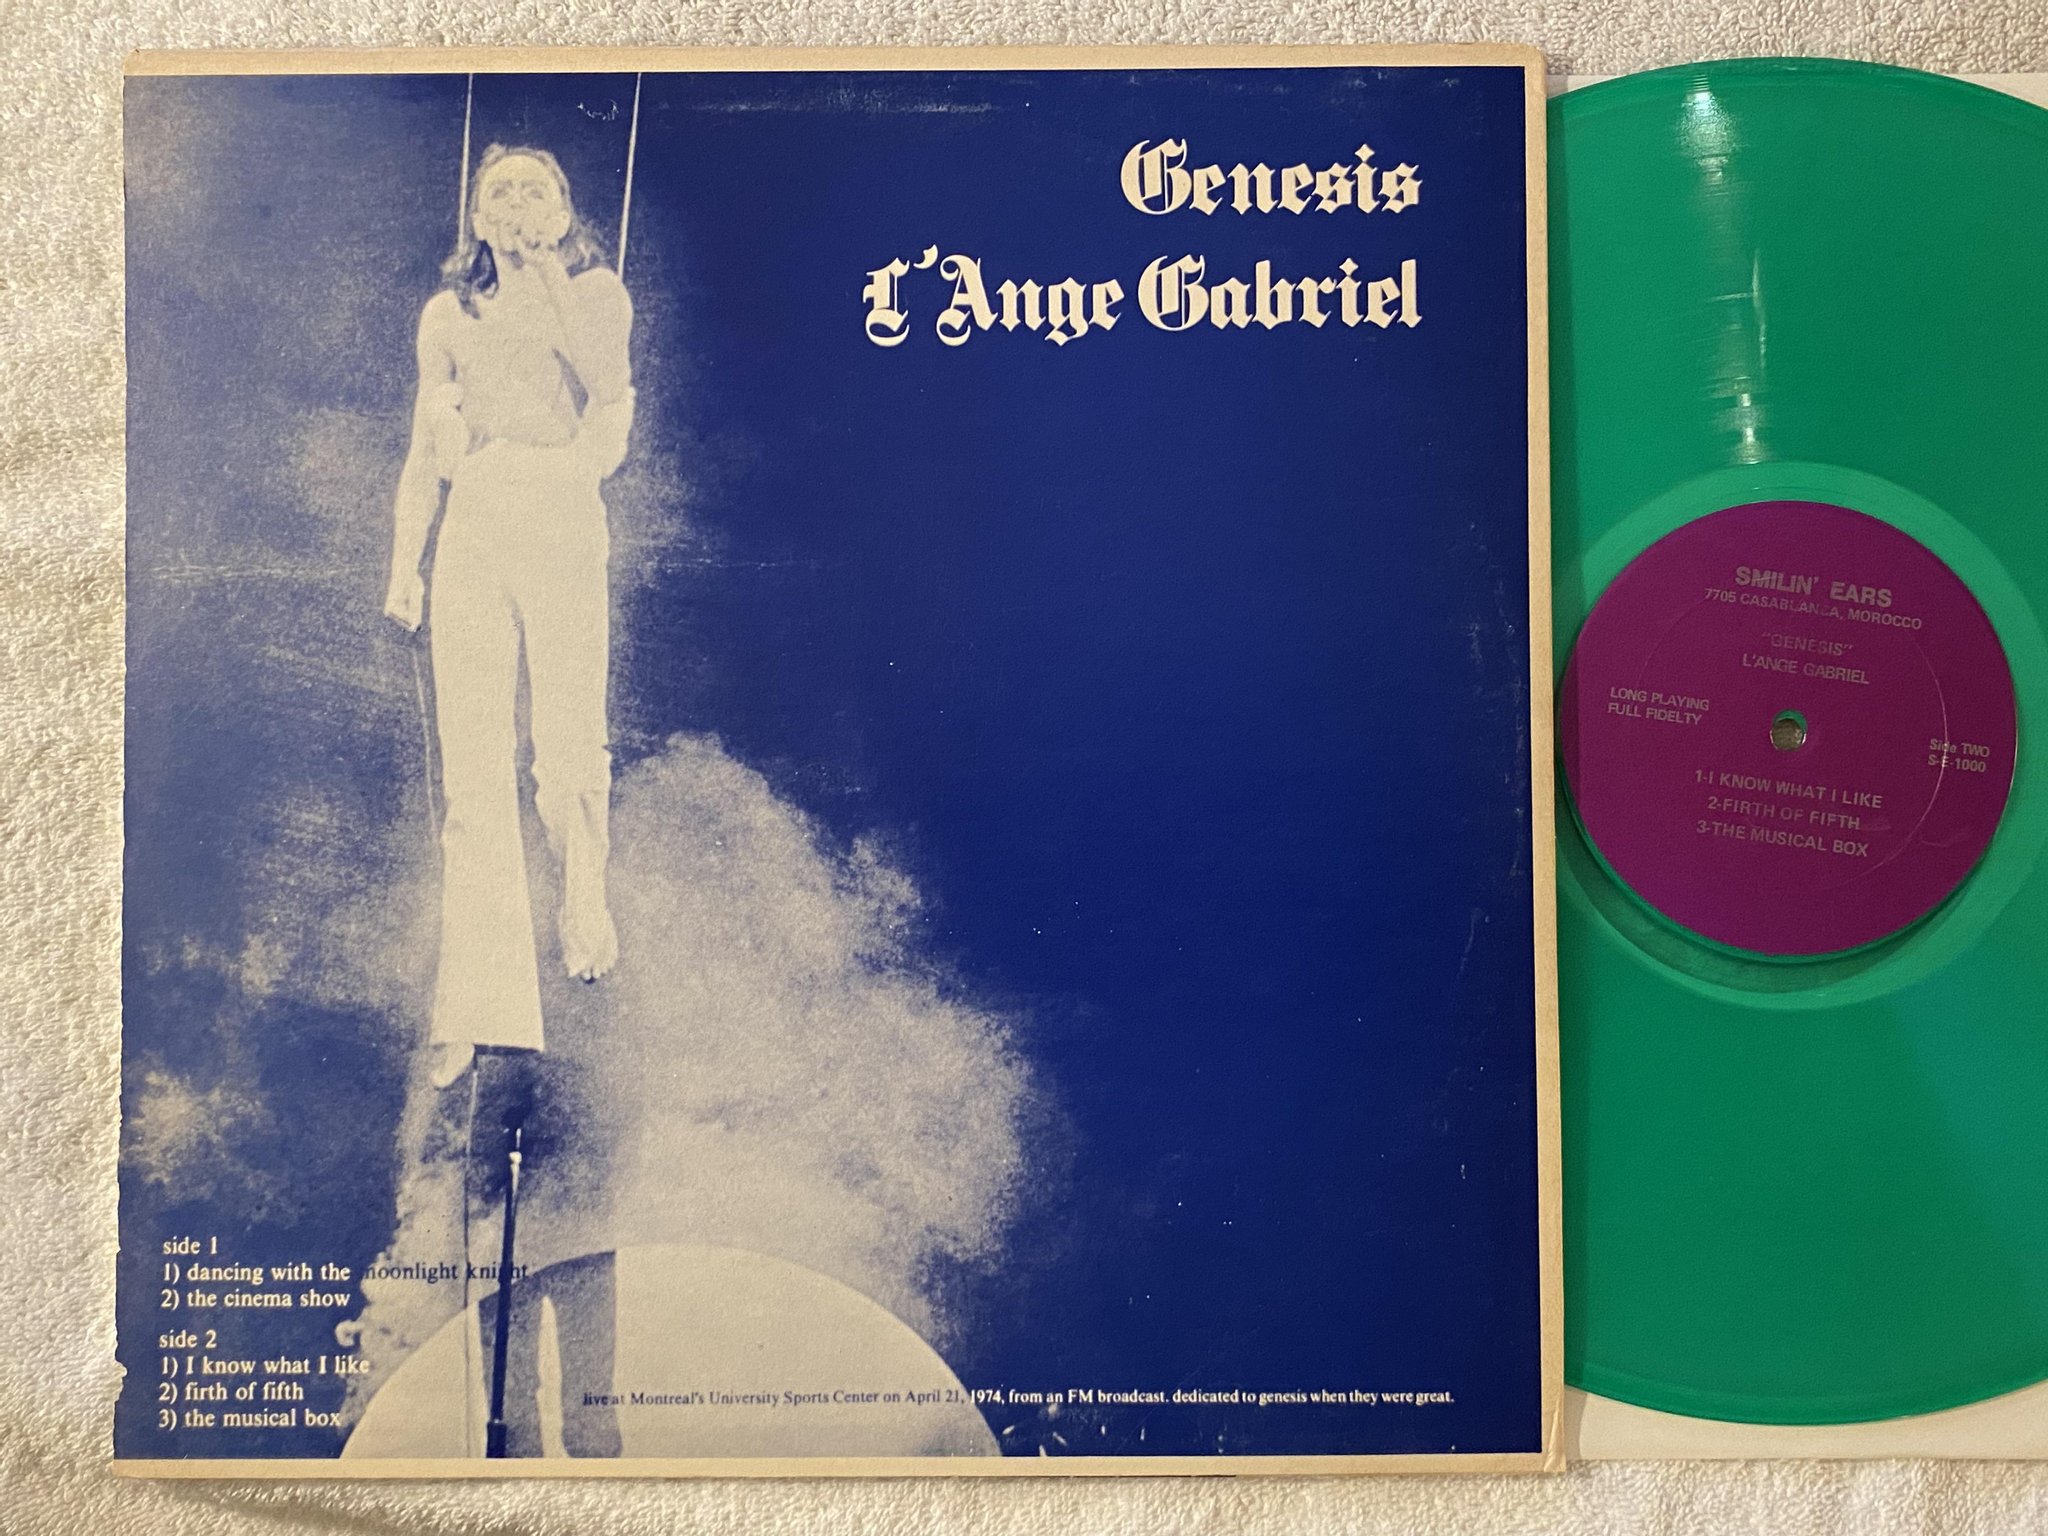 Genesis
L'Ange Gabriel
side 1
1) dancing with the moonlight knight
2) the cinema show
side 2
1) I know what I like
2) firth of fifth
3) the musical box
live at Montreal's University Sports Center on April 21, 1974, from an FM broadcast. dedicated to genesis when they were great.
SMILIN' EARS
7705 CASABLANCA, MOROCCO
"GENESIS"
L'ANGE GABRIEL
LONG PLAYING
FULL FIDELTY
Side TWO
S-E-1000
1-I KNOW WHAT I LIKE
2-FIRTH OF FIFTH
3-THE MUSICAL BOX